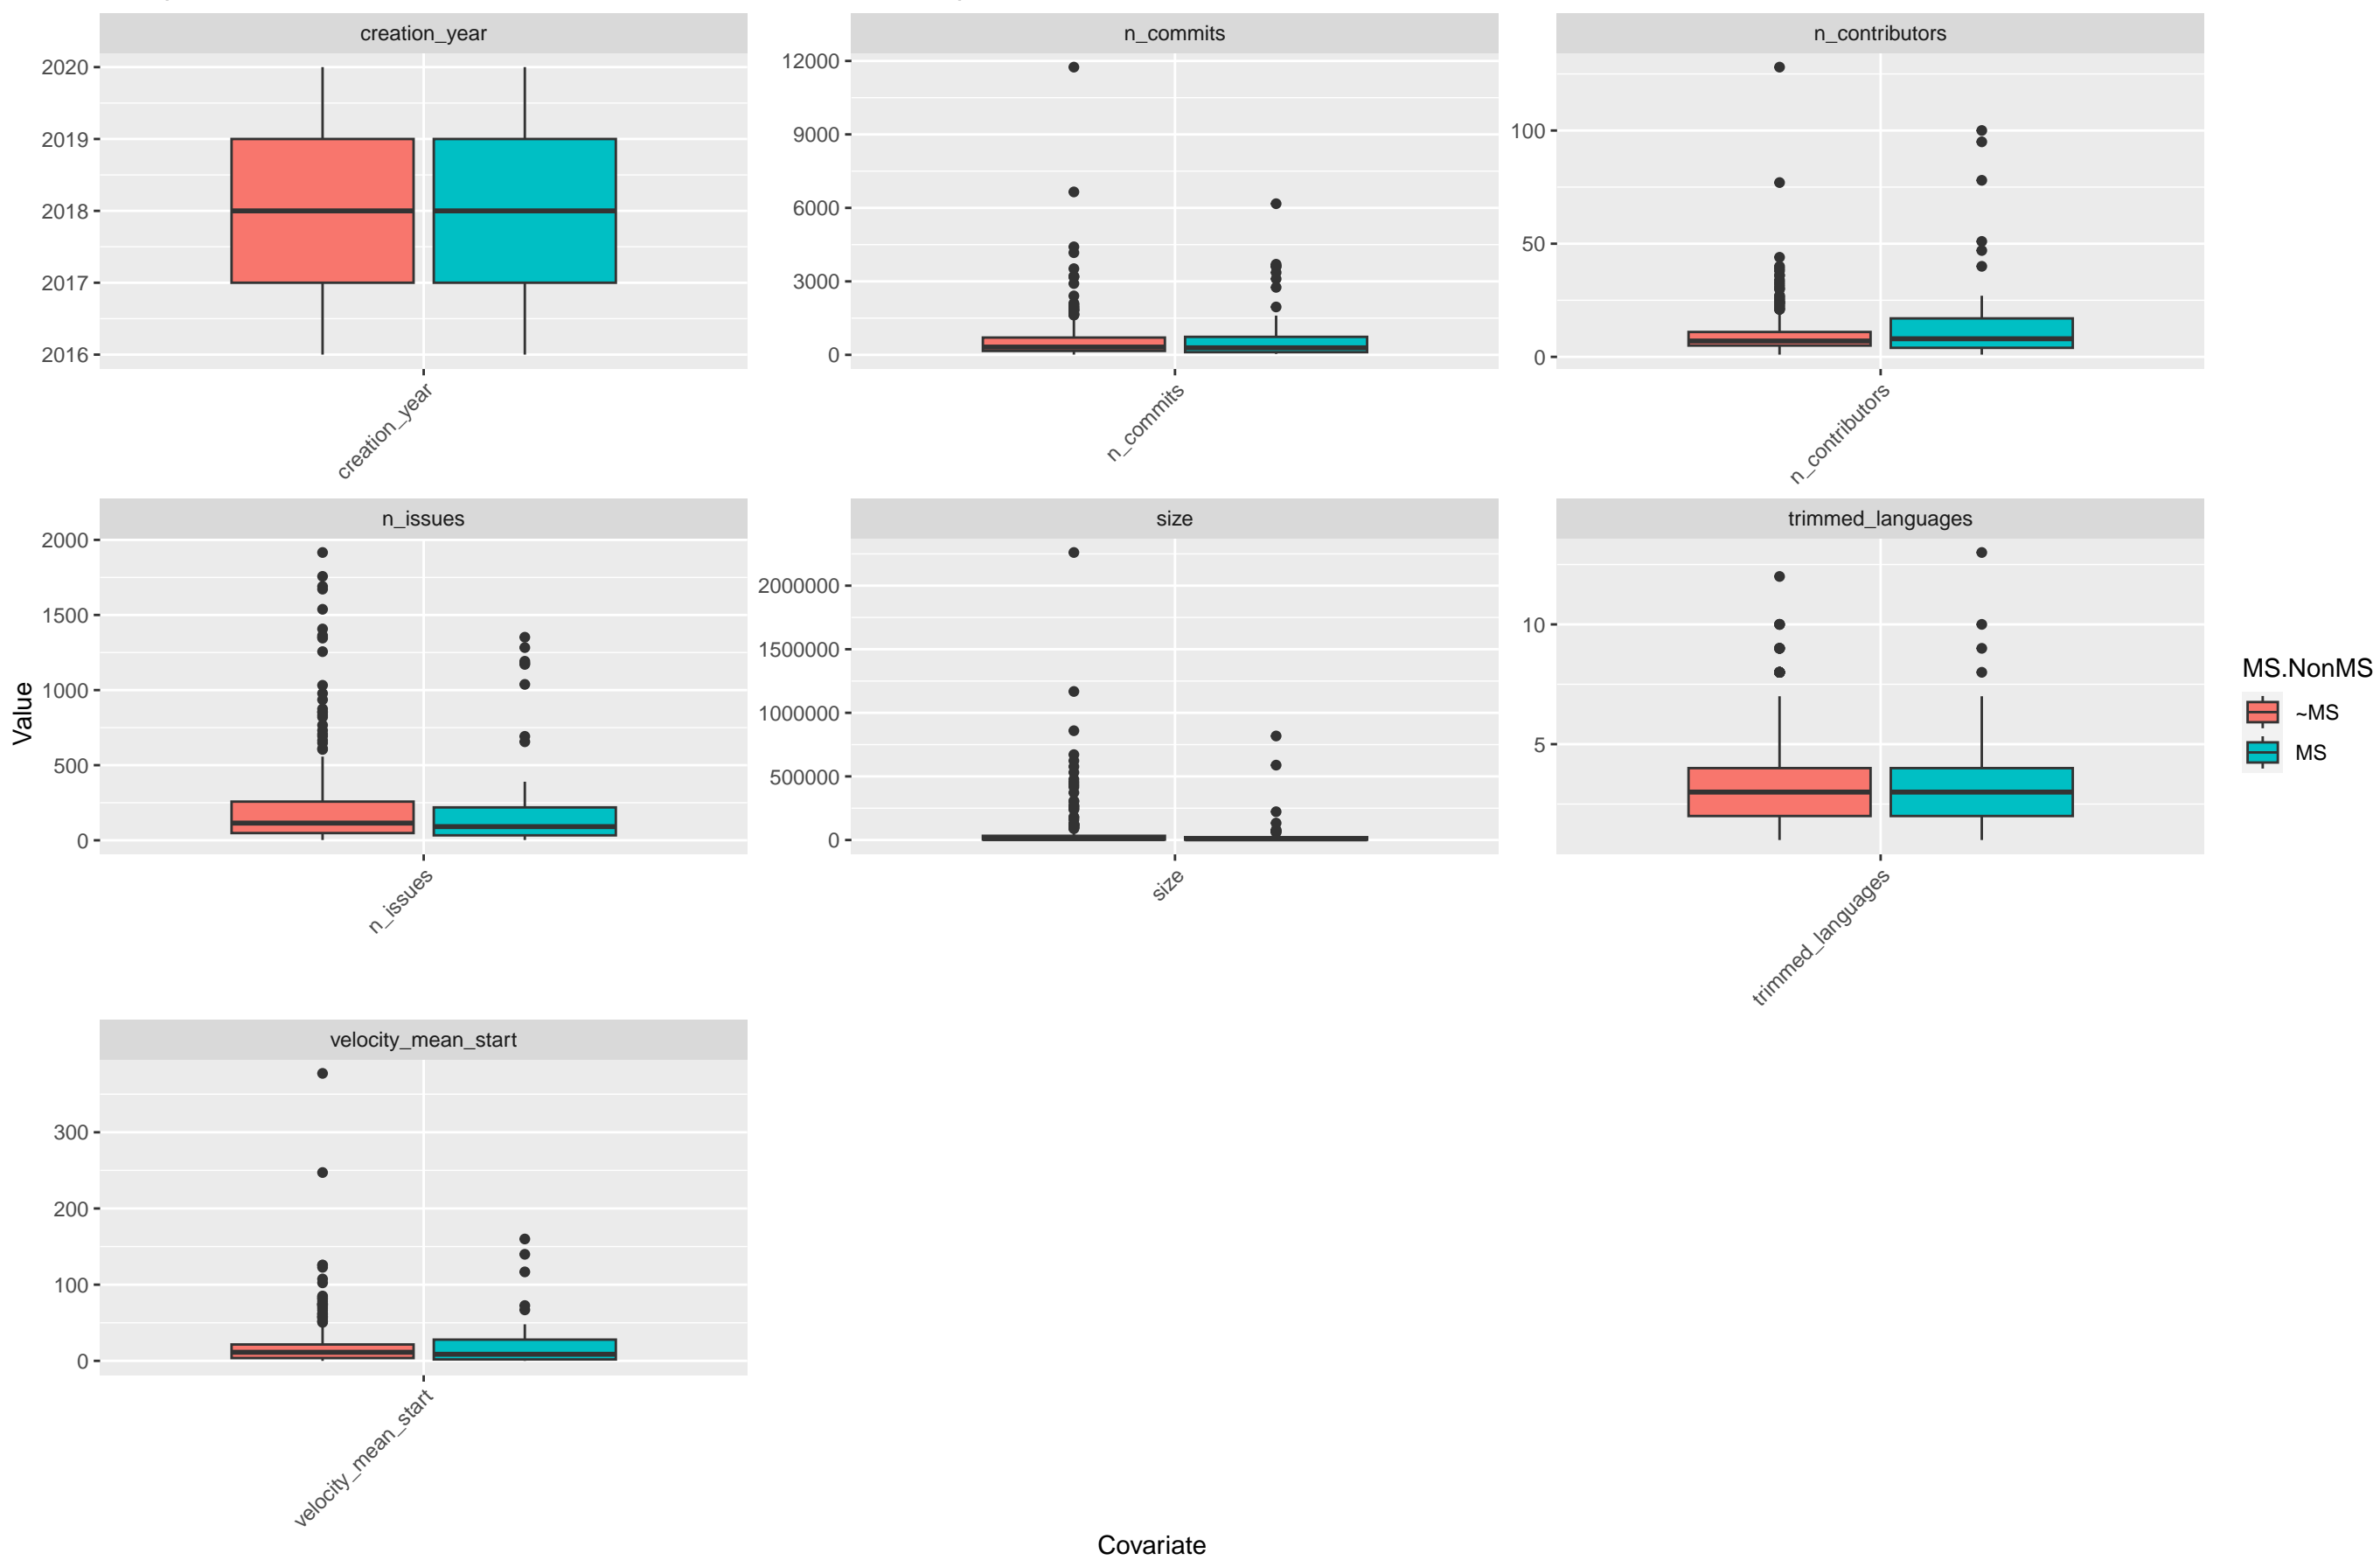 creation_year
n_commits
n_contributors
2020
2019
2018
2017
2016
12000
9000
6000
3000
0
100
50
0
creation_year
n_commits
n_contributors
n_issues
size
trimmed_languages
2000
1500
1000
500
0
2000000
1500000
1000000
500000
0
10
5
n_issues
size
trimmed_languages
Value
MS.NonMS
~MS
MS
velocity_mean_start
300
200
100
0
velocity_mean_start
Covariate